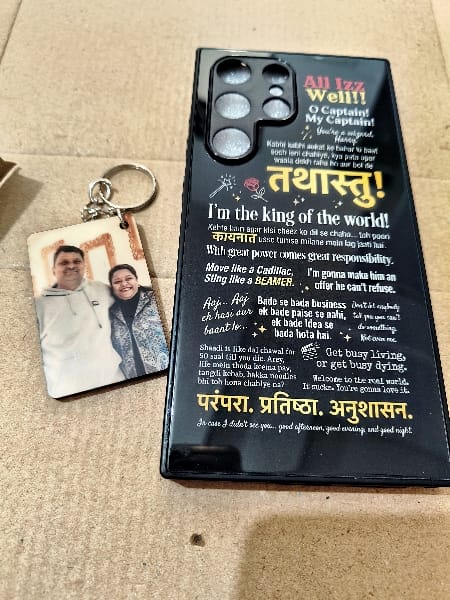 All Izz
Well!!
O Captain!
My Captain!
You're a wizard,
Harry.
Kabhi kabhi aukat ke bahar ki baat
soch leni chahiye, kya pata upar
waala dekh raha ho aur bol de
तथास्तु!
I'm the king of the world!
Kehte hain agar kisi cheez ko dil se chaho... toh poori
कायनात usse tumse milane mein lag jaati hai.
With great power comes great responsibility.
Move like a Cadillac,
Sting like a BEAMER.
I'm gonna make him an
offer he can't refuse.
Aaj... Aaj
ek hasi aur
baant lo...
Bade se bada business
ek bade paise se nahi,
ek bade idea se
bada hota hai.
Don't let anybody
tell you you can't
do something.
Not even me.
Shaadi is like dal chawal for
50 saal till you die. Arey,
life mein thoda keema pav,
tangdi kebab, hakka noodles
bhi toh hona chahiye na?
Get busy living,
or get busy dying.
Welcome to the real world.
It sucks. You're gonna love it.
परंपरा. प्रतिष्ठा. अनुशासन.
In case I didn't see you... good afternoon, good evening, and good night